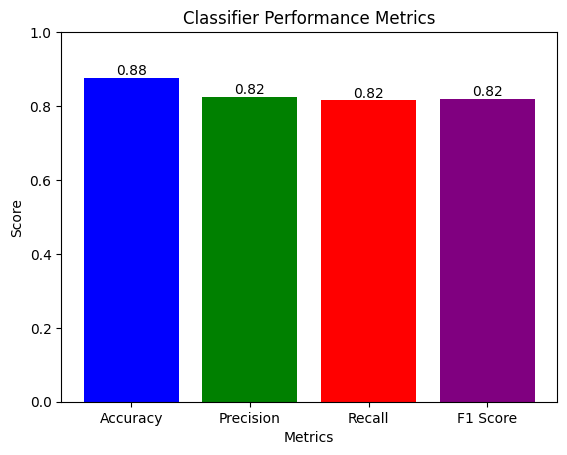 Classifier Performance Metrics
1.0
0.8
0.6
0.4
0.2
0.0
Score
0.88
0.82
0.82
0.82
Accuracy
Precision
Recall
F1 Score
Metrics